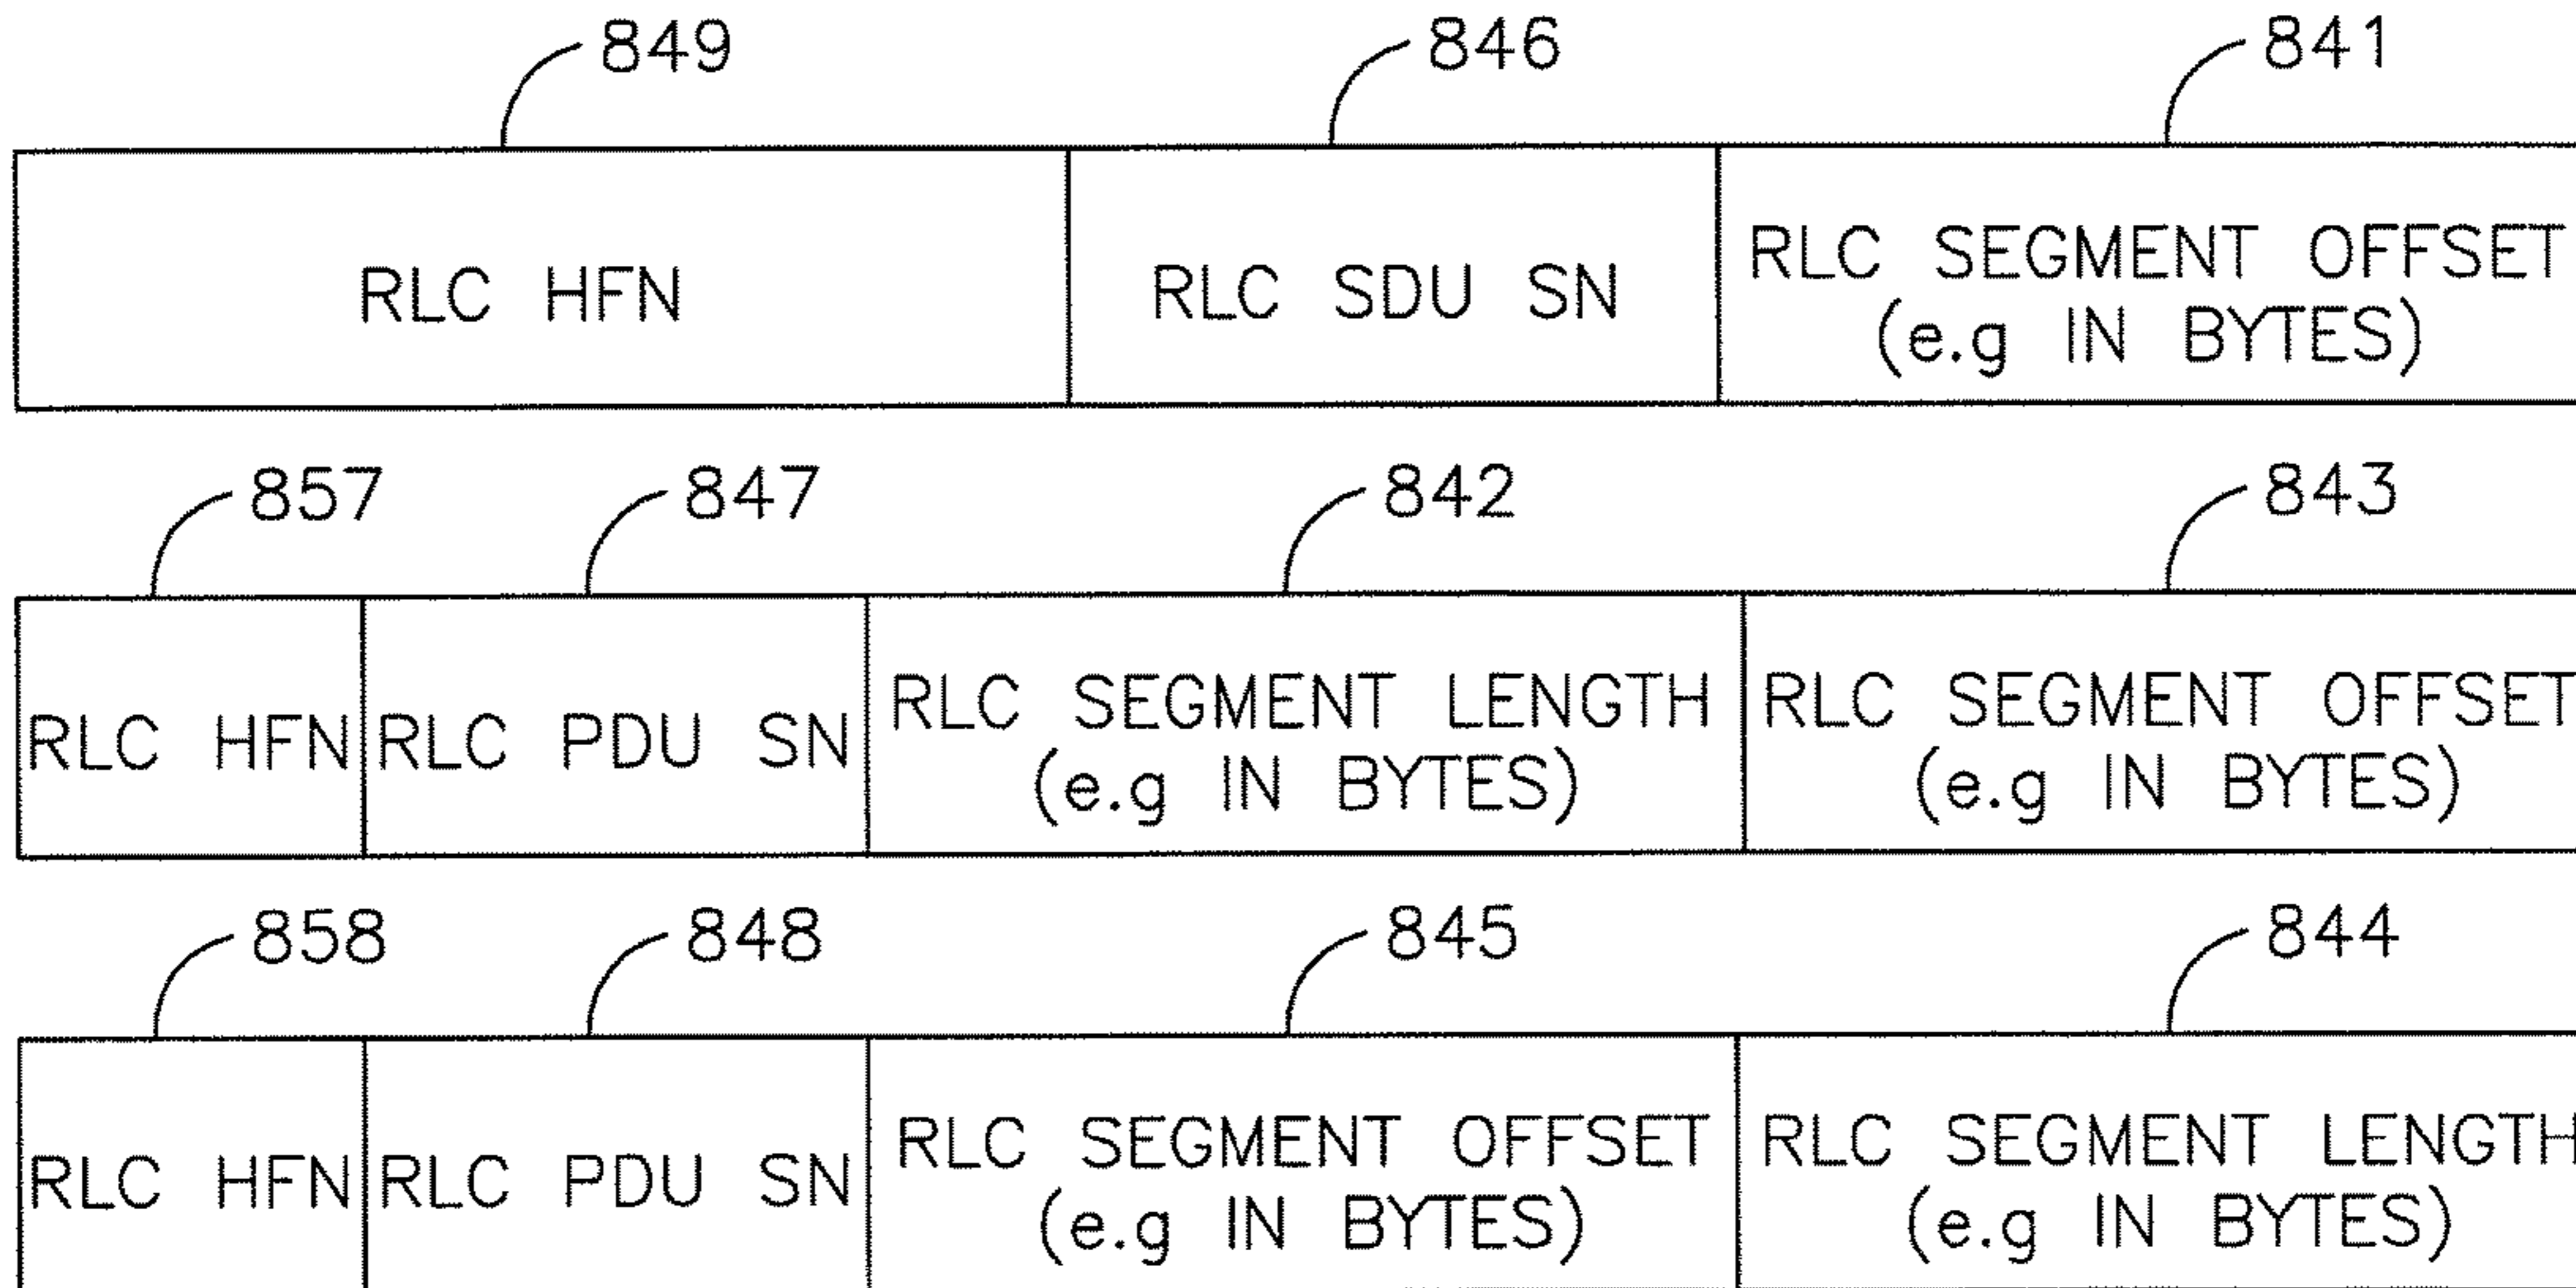 849 846 841
RLC HFN RLC SDU SN RLC SEGMENT OFFSET
(e.g IN BYTES)
857 847 842 843
RLC HFN RLC PDU SN RLC SEGMENT LENGTH RLC SEGMENT OFFSET
(e.g IN BYTES) (e.g IN BYTES)
858 848 845 844
RLC HFN RLC PDU SN RLC SEGMENT OFFSET RLC SEGMENT LENGTH
(e.g IN BYTES) (e.g IN BYTES)